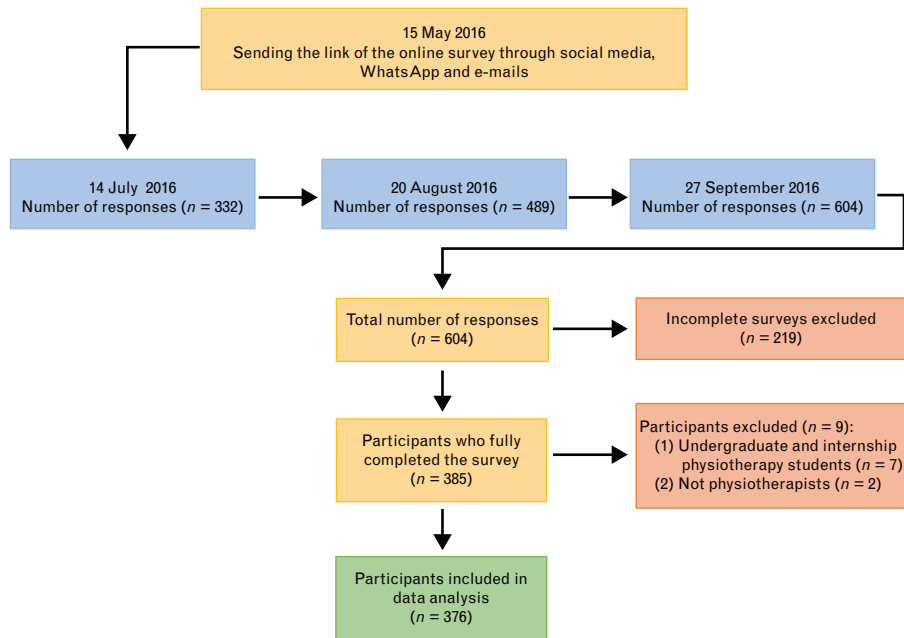 15 May 2016
Sending the link of the online survey through social media,
WhatsApp and e-mails
14 July 2016
Number of responses (n = 332)
20 August 2016
Number of responses (n = 489)
27 September 2016
Number of responses (n = 604)
Total number of responses
(n = 604)
Incomplete surveys excluded
(n = 219)
Participants who fully
completed the survey
(n = 385)
Participants excluded (n = 9):
(1) Undergraduate and internship
physiotherapy students (n = 7)
(2) Not physiotherapists (n = 2)
Participants included in
data analysis
(n = 376)